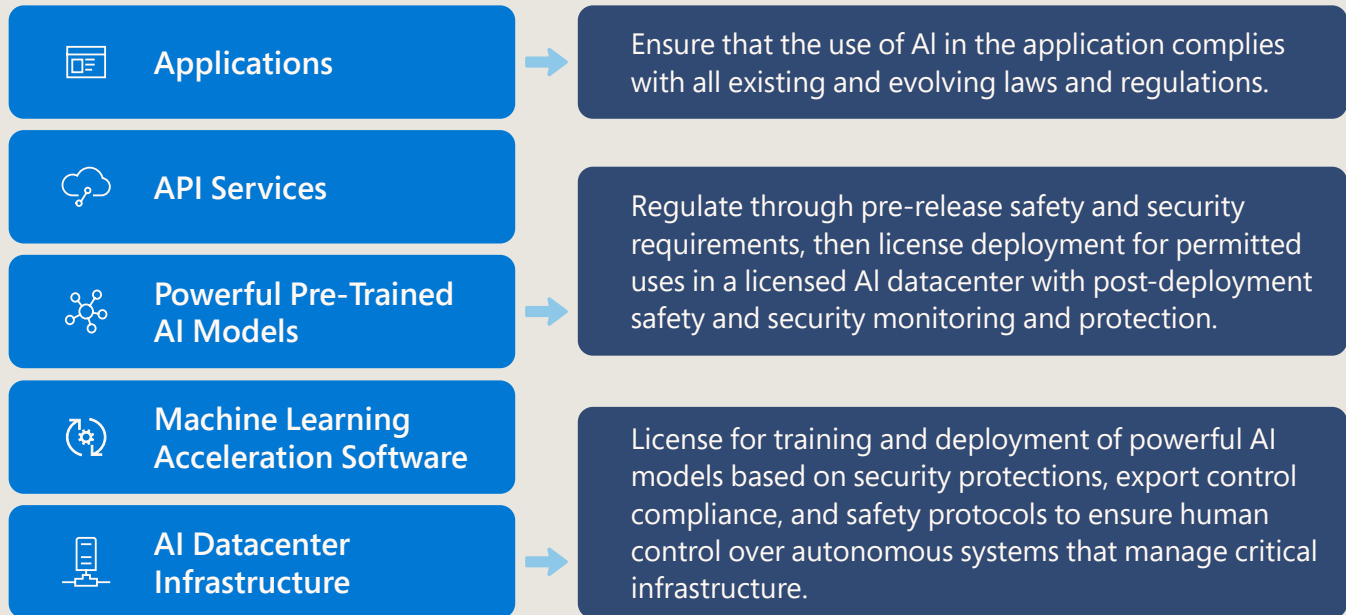 Applications
Ensure that the use of AI in the application complies
with all existing and evolving laws and regulations.
API Services
Powerful Pre-Trained
AI Models
Regulate through pre-release safety and security
requirements, then license deployment for permitted
uses in a licensed AI datacenter with post-deployment
safety and security monitoring and protection.
Machine Learning
Acceleration Software
AI Datacenter
Infrastructure
License for training and deployment of powerful AI
models based on security protections, export control
compliance, and safety protocols to ensure human
control over autonomous systems that manage critical
infrastructure.